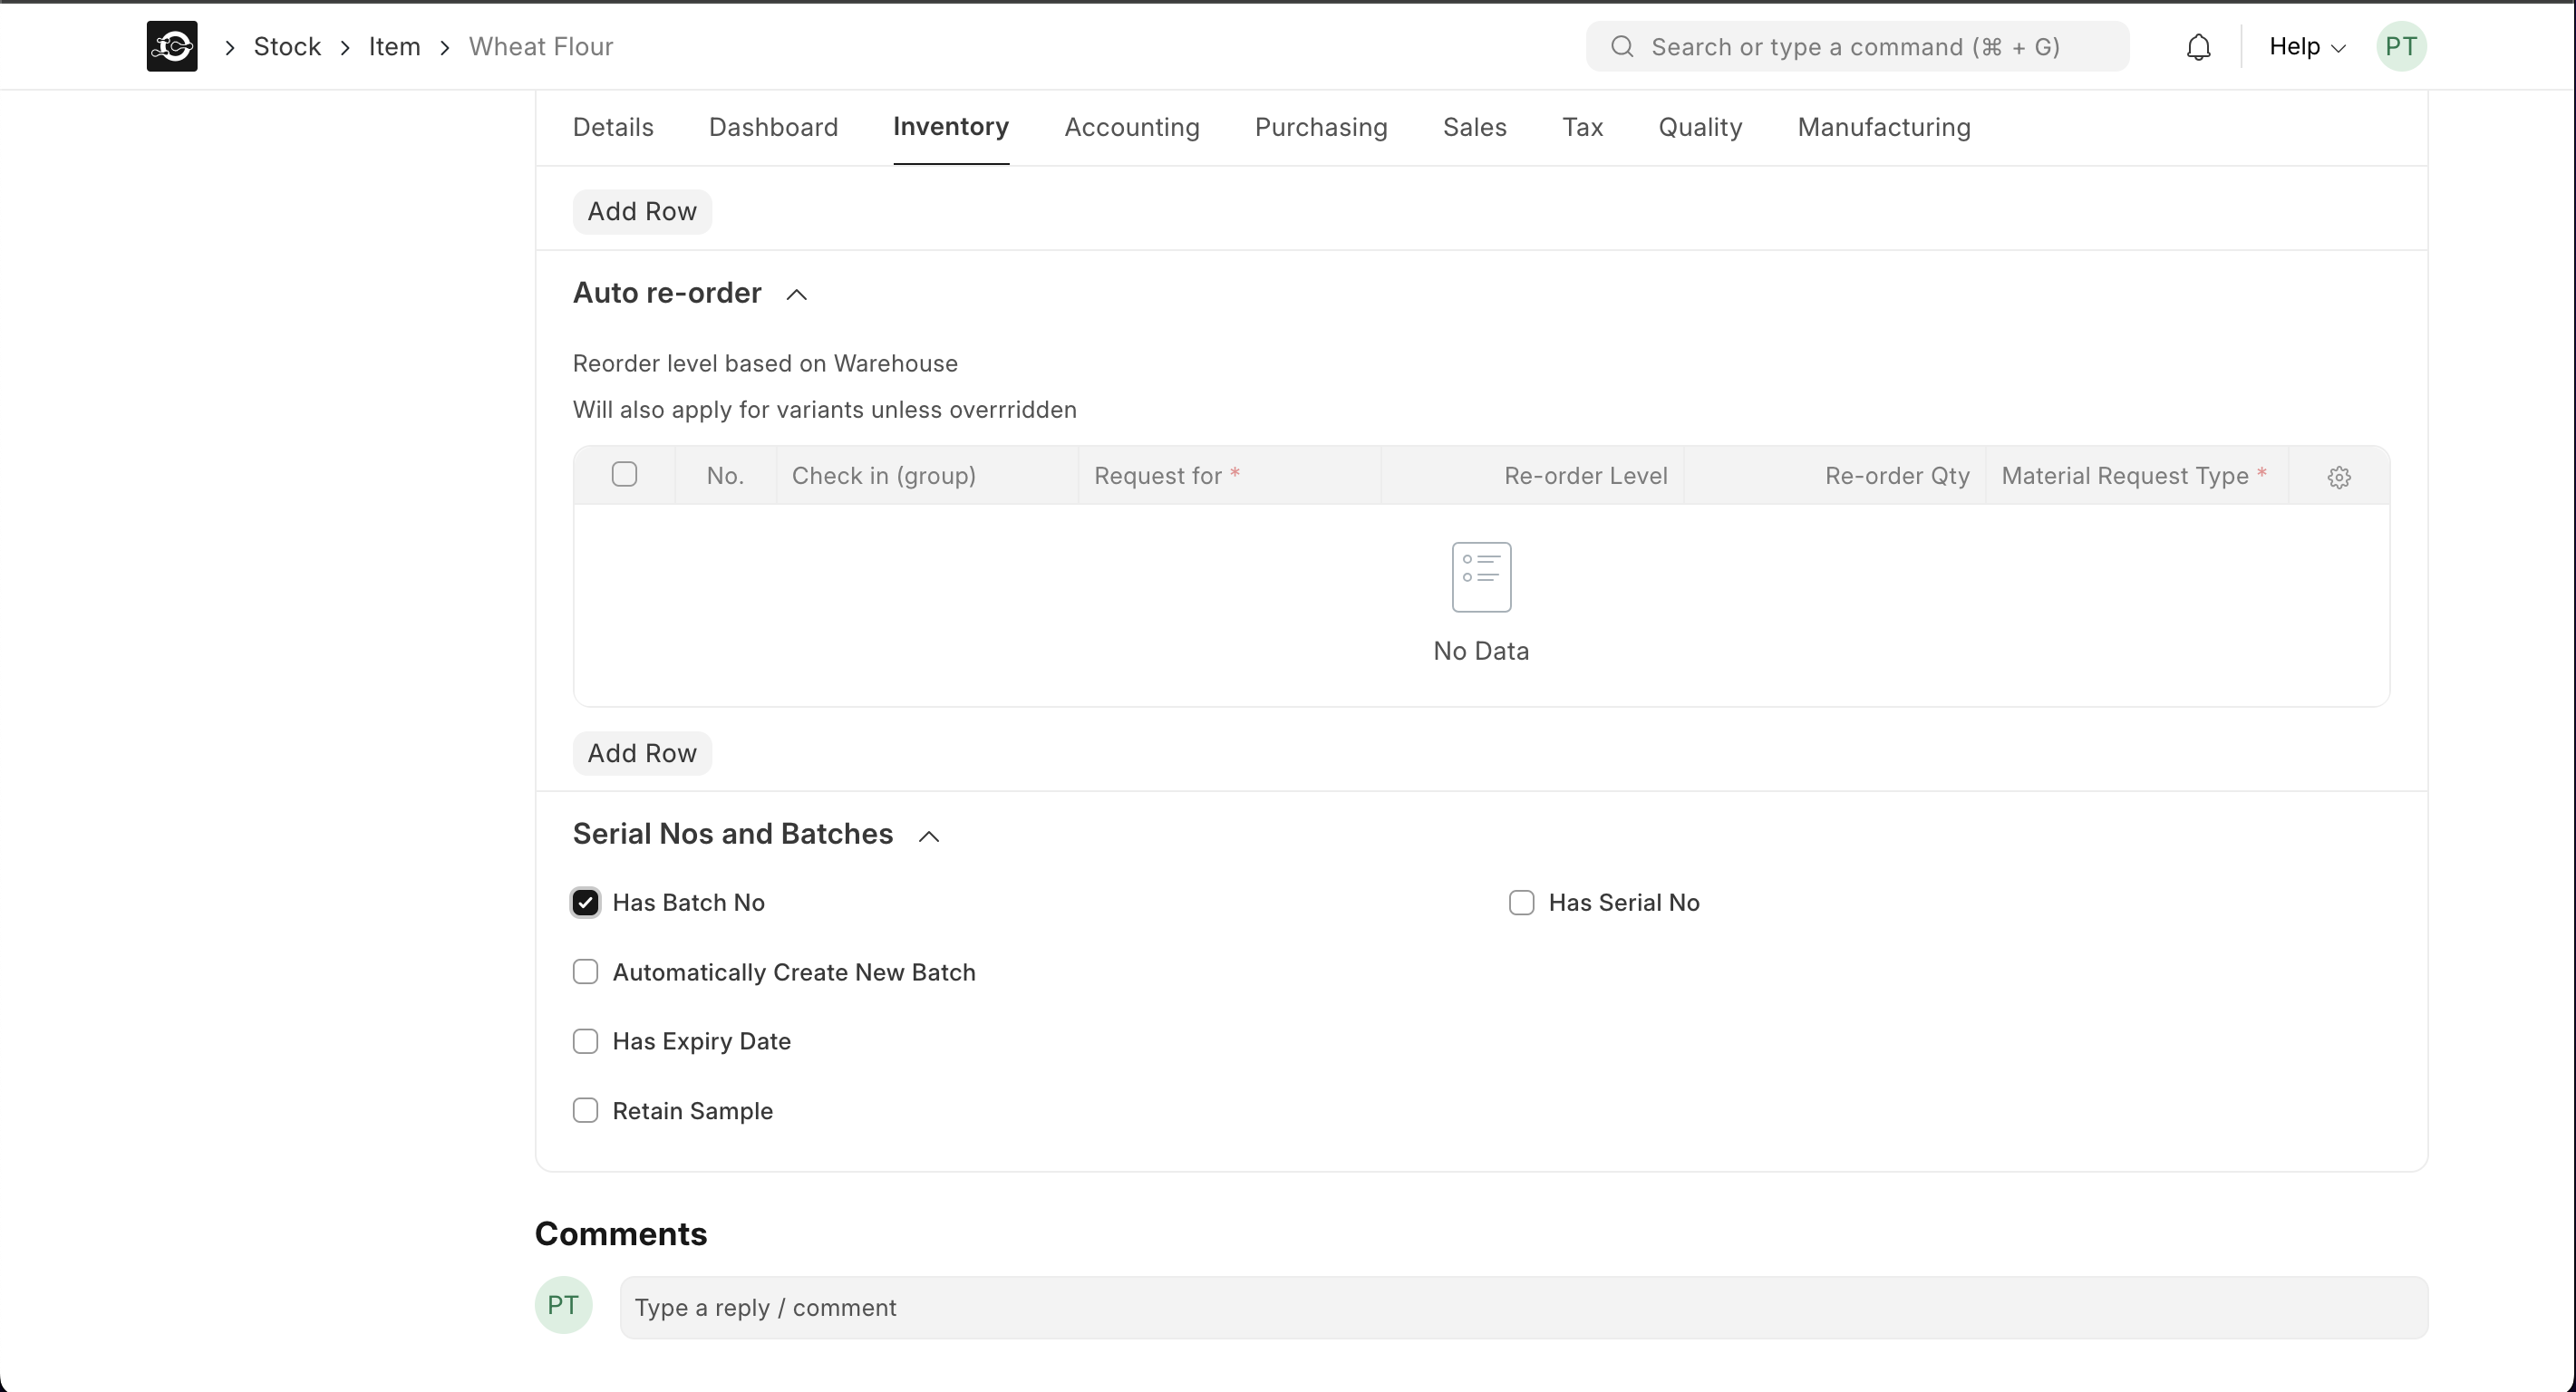 Stock Item Wheat Flour Search or type a command (⌘ + G) Help PT
Details Dashboard Inventory Accounting Purchasing Sales Tax Quality Manufacturing
Add Row
Auto re-order
Reorder level based on Warehouse
Will also apply for variants unless overrridden
No. Check in (group) Request for * Re-order Level Re-order Qty Material Request Type *
No Data
Add Row
Serial Nos and Batches
Has Batch No Has Serial No
Automatically Create New Batch
Has Expiry Date
Retain Sample
Comments
PT Type a reply / comment